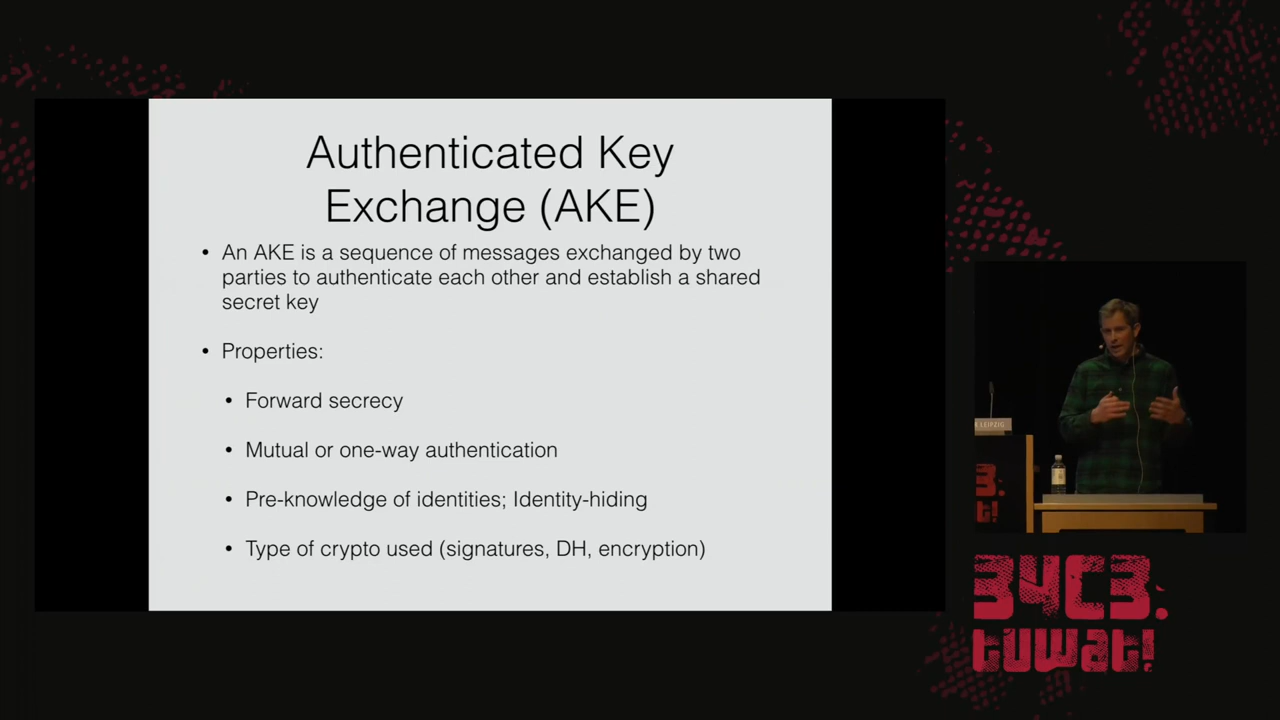 Authenticated Key
Exchange (AKE)
• An AKE is a sequence of messages exchanged by two
parties to authenticate each other and establish a shared
secret key
• Properties:
• Forward secrecy
• Mutual or one-way authentication
• Pre-knowledge of identities; Identity-hiding
• Type of crypto used (signatures, DH, encryption)
LEIPZIG
34C3.
tuwat!